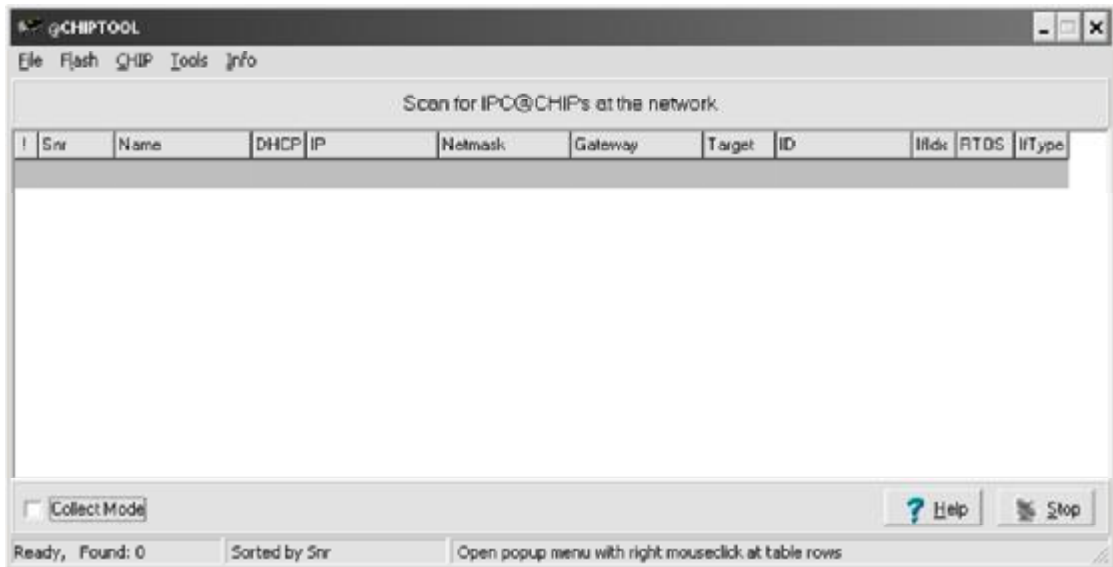 @CHIPTOOL
File Flash CHIP Tools Info
Scan for IPC@CHIPs at the network
! Snr Name DHCP IP Netmask Gateway Target ID IfIdx RTOS IfType
Collect Mode
? Help Stop
Ready, Found: 0 Sorted by Snr Open popup menu with right mouseclick at table rows